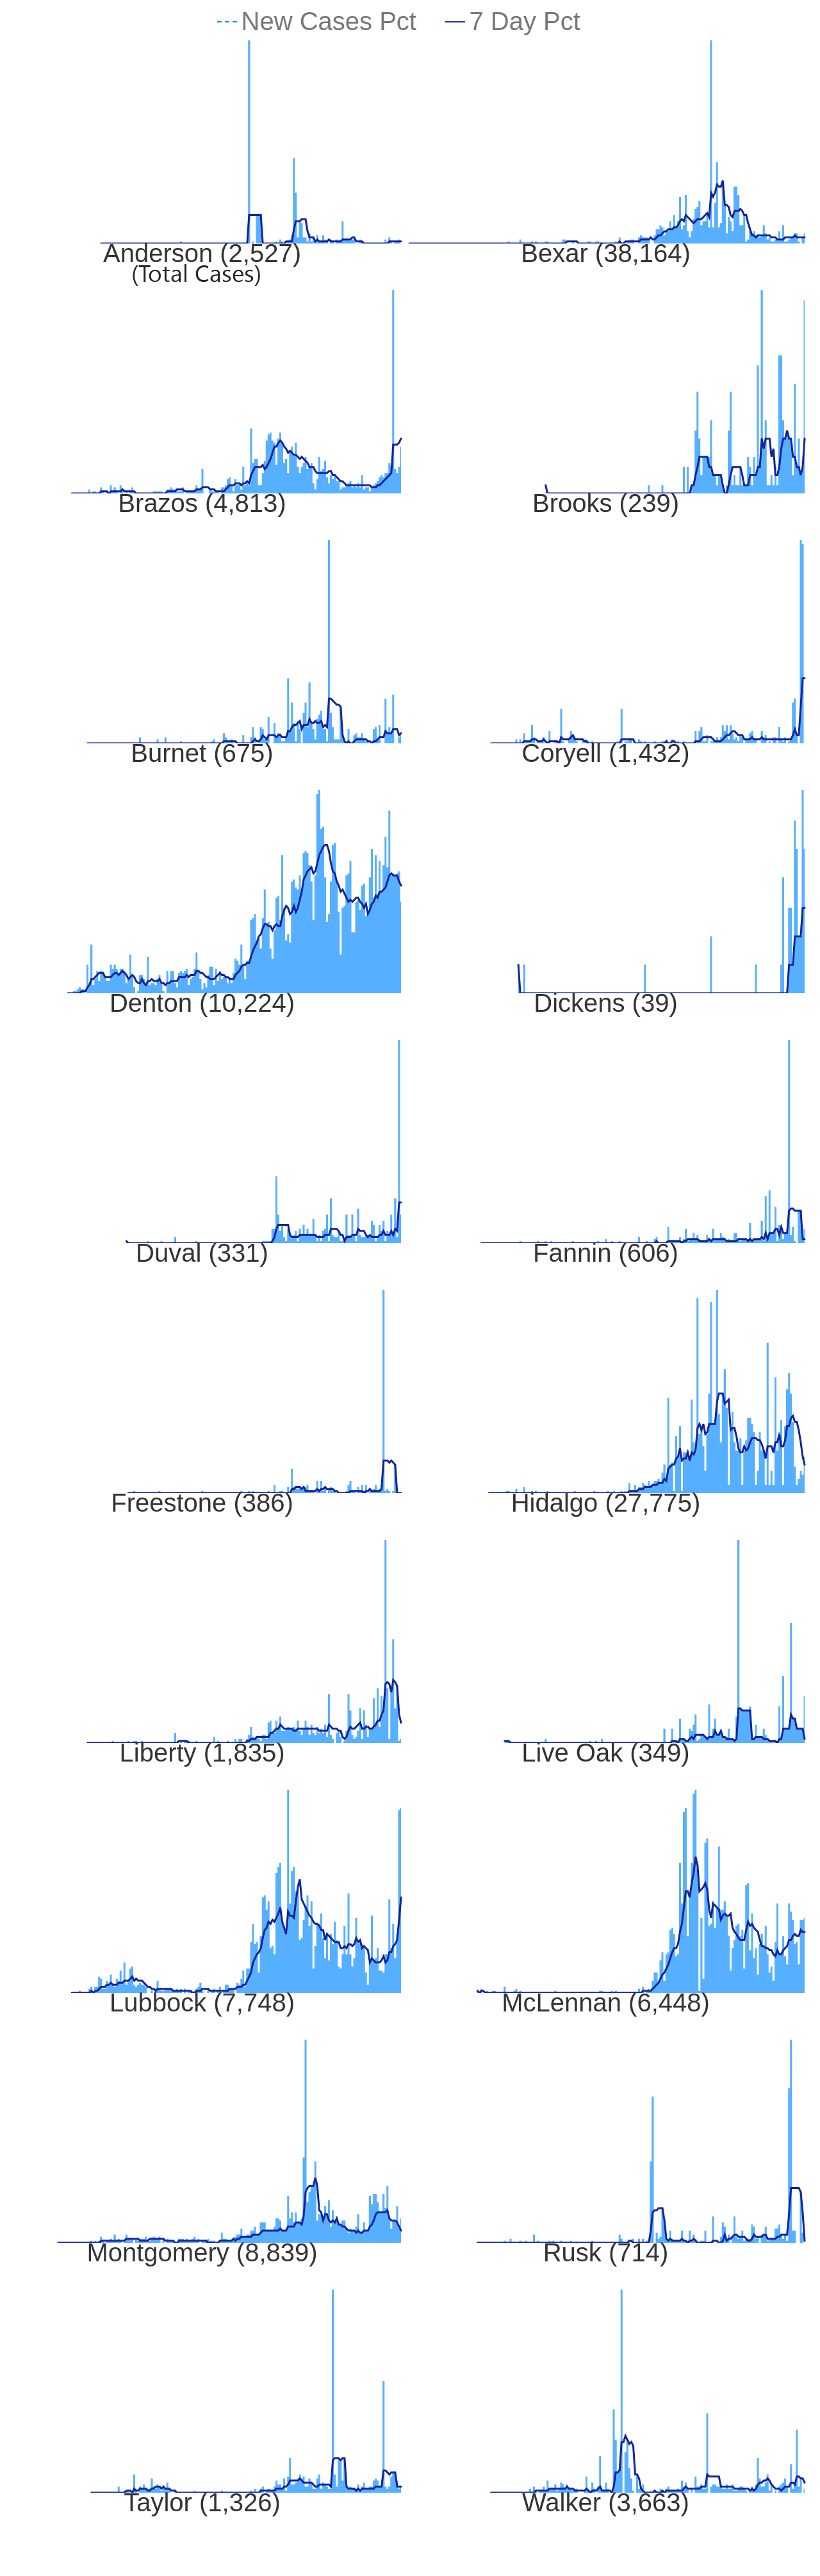 New Cases Pct 7 Day Pct
Anderson (2,527) Bexar (38,164)
(Total Cases)
Brazos (4,813) Brooks (239)
Burnet (675) Coryell (1,432)
Denton (10,224) Dickens (39)
Duval (331) Fannin (606)
Freestone (386) Hidalgo (27,775)
Liberty (1,835) Live Oak (349)
Lubbock (7,748) McLennan (6,448)
Montgomery (8,839) Rusk (714)
Taylor (1,326) Walker (3,663)